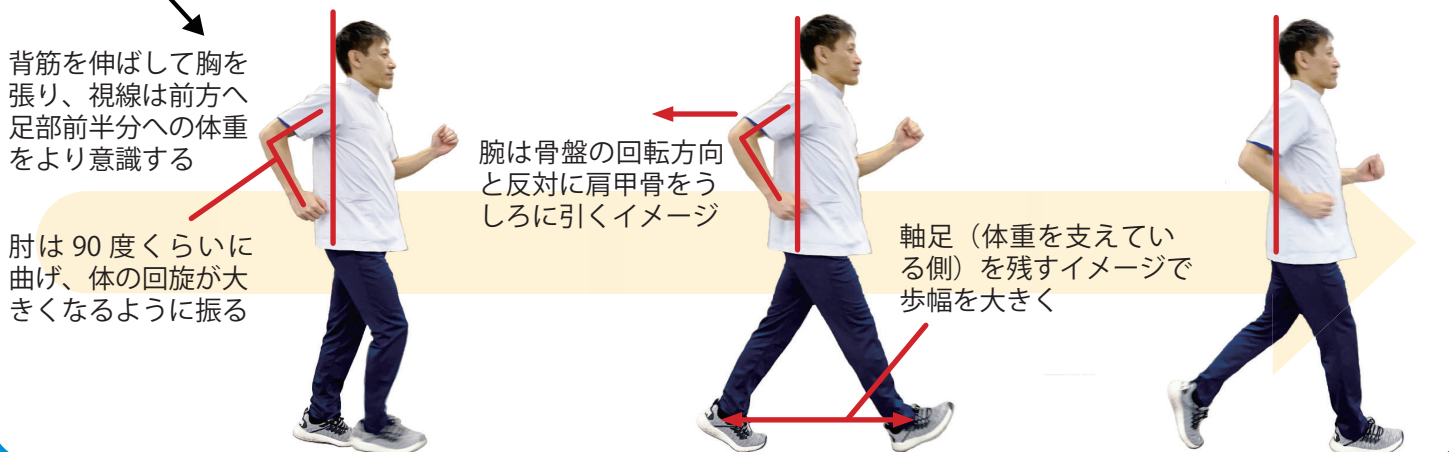 背筋を伸ばして胸を
張り、視線は前方へ
足部前半分への体重
をより意識する
肘は 90 度くらいに
曲げ、体の回旋が大
きくなるように振る
腕は骨盤の回転方向
と反対に肩甲骨をう
しろに引くイメージ
軸足（体重を支えてい
る側）を残すイメージで
歩幅を大きく